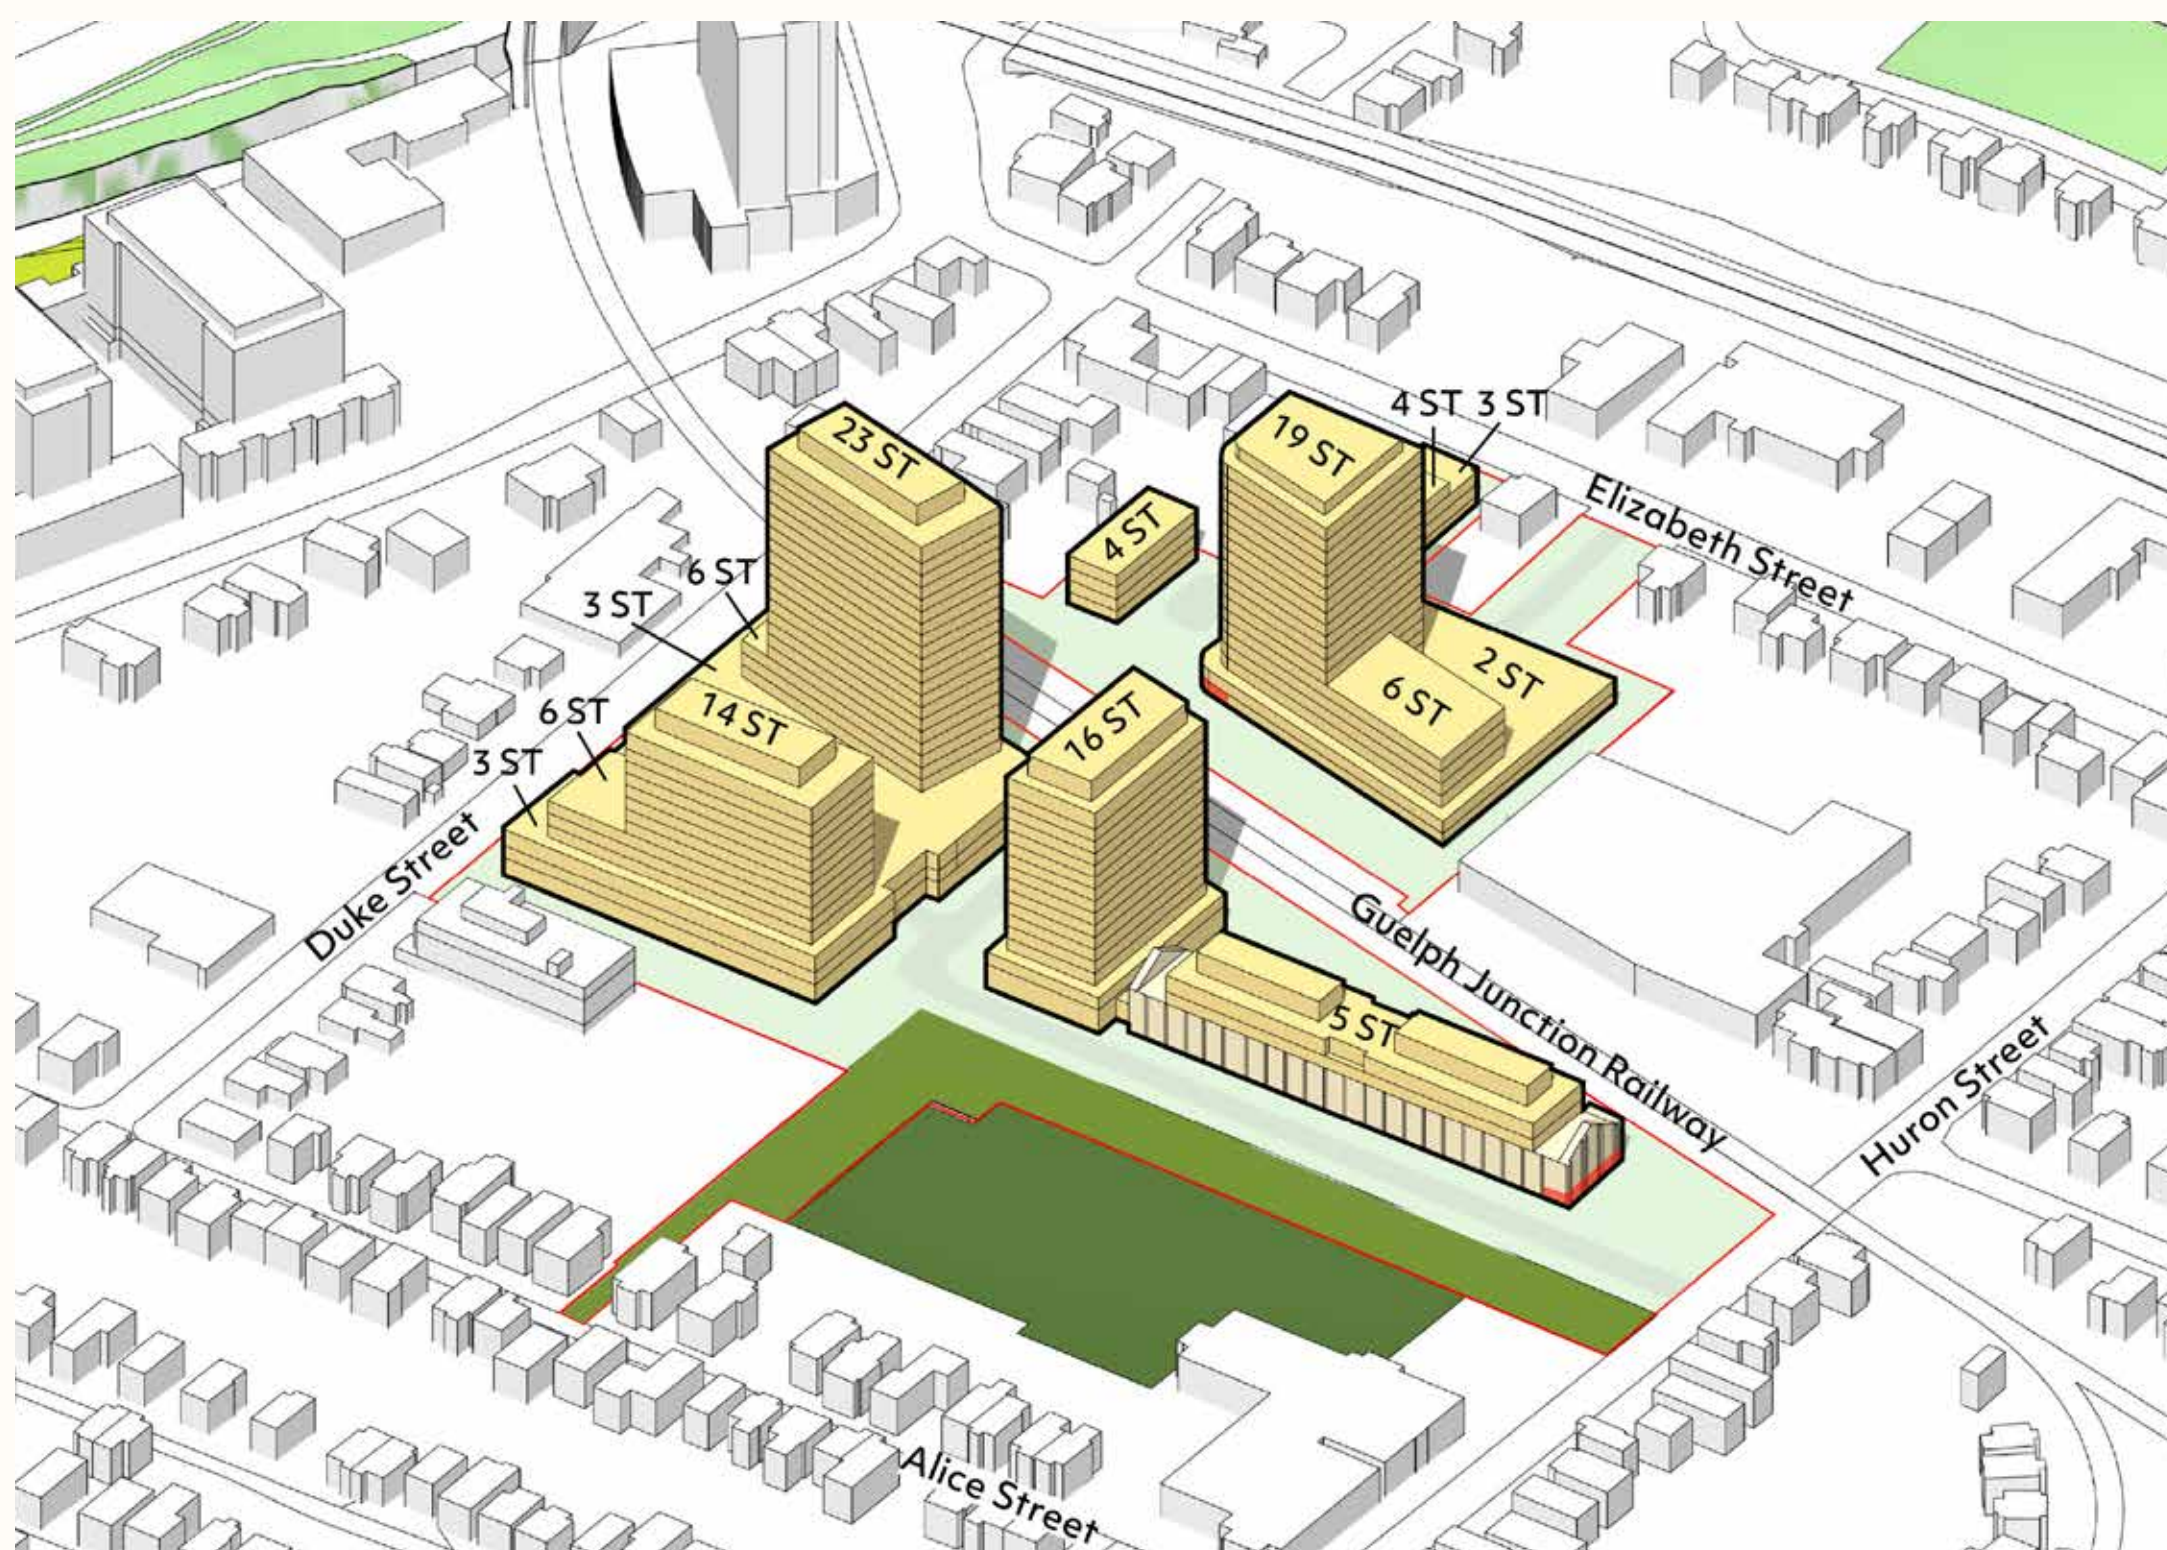 23 ST
19 ST
4 ST
3 ST
4 ST
Elizabeth Street
6 ST
3 ST
2 ST
6 ST
14 ST
6 ST
16 ST
3 ST
Duke Street
Guelph Junction Railway
5 ST
Huron Street
Alice Street